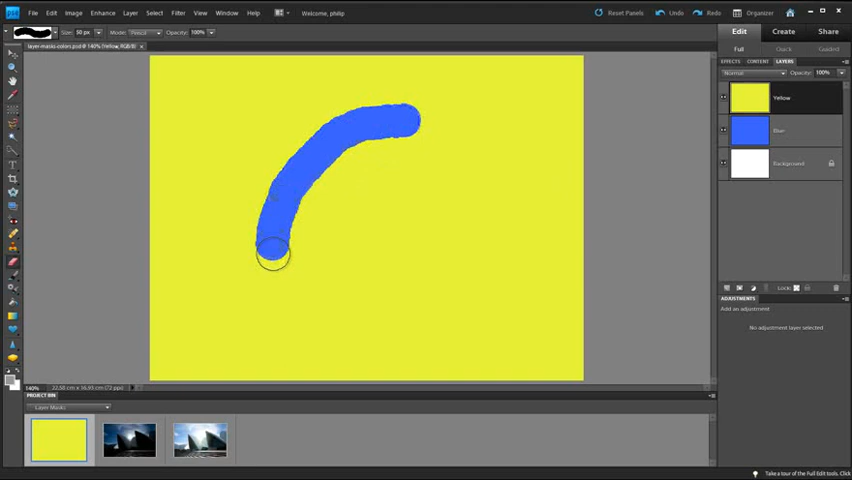 pse File Edit Image Enhance Layer Select Filter View Window Help Welcome, philip Reset Panels Undo Redo Organizer
Size: 50 px Mode: Pencil Opacity: 100%
Edit Create Share
layer-masks-colors.psd @ 140% (Yellow, RGB/8) x
Full Quick Guided
EFFECTS CONTENT LAYERS
Normal Opacity: 100%
Yellow
Blue
Background
Lock:
ADJUSTMENTS
Add an adjustment
No adjustment layer selected
140% 22.58 cm x 16.93 cm (72 ppi)
PROJECT BIN
Layer Masks
Take a tour of the Full Edit tools. Click